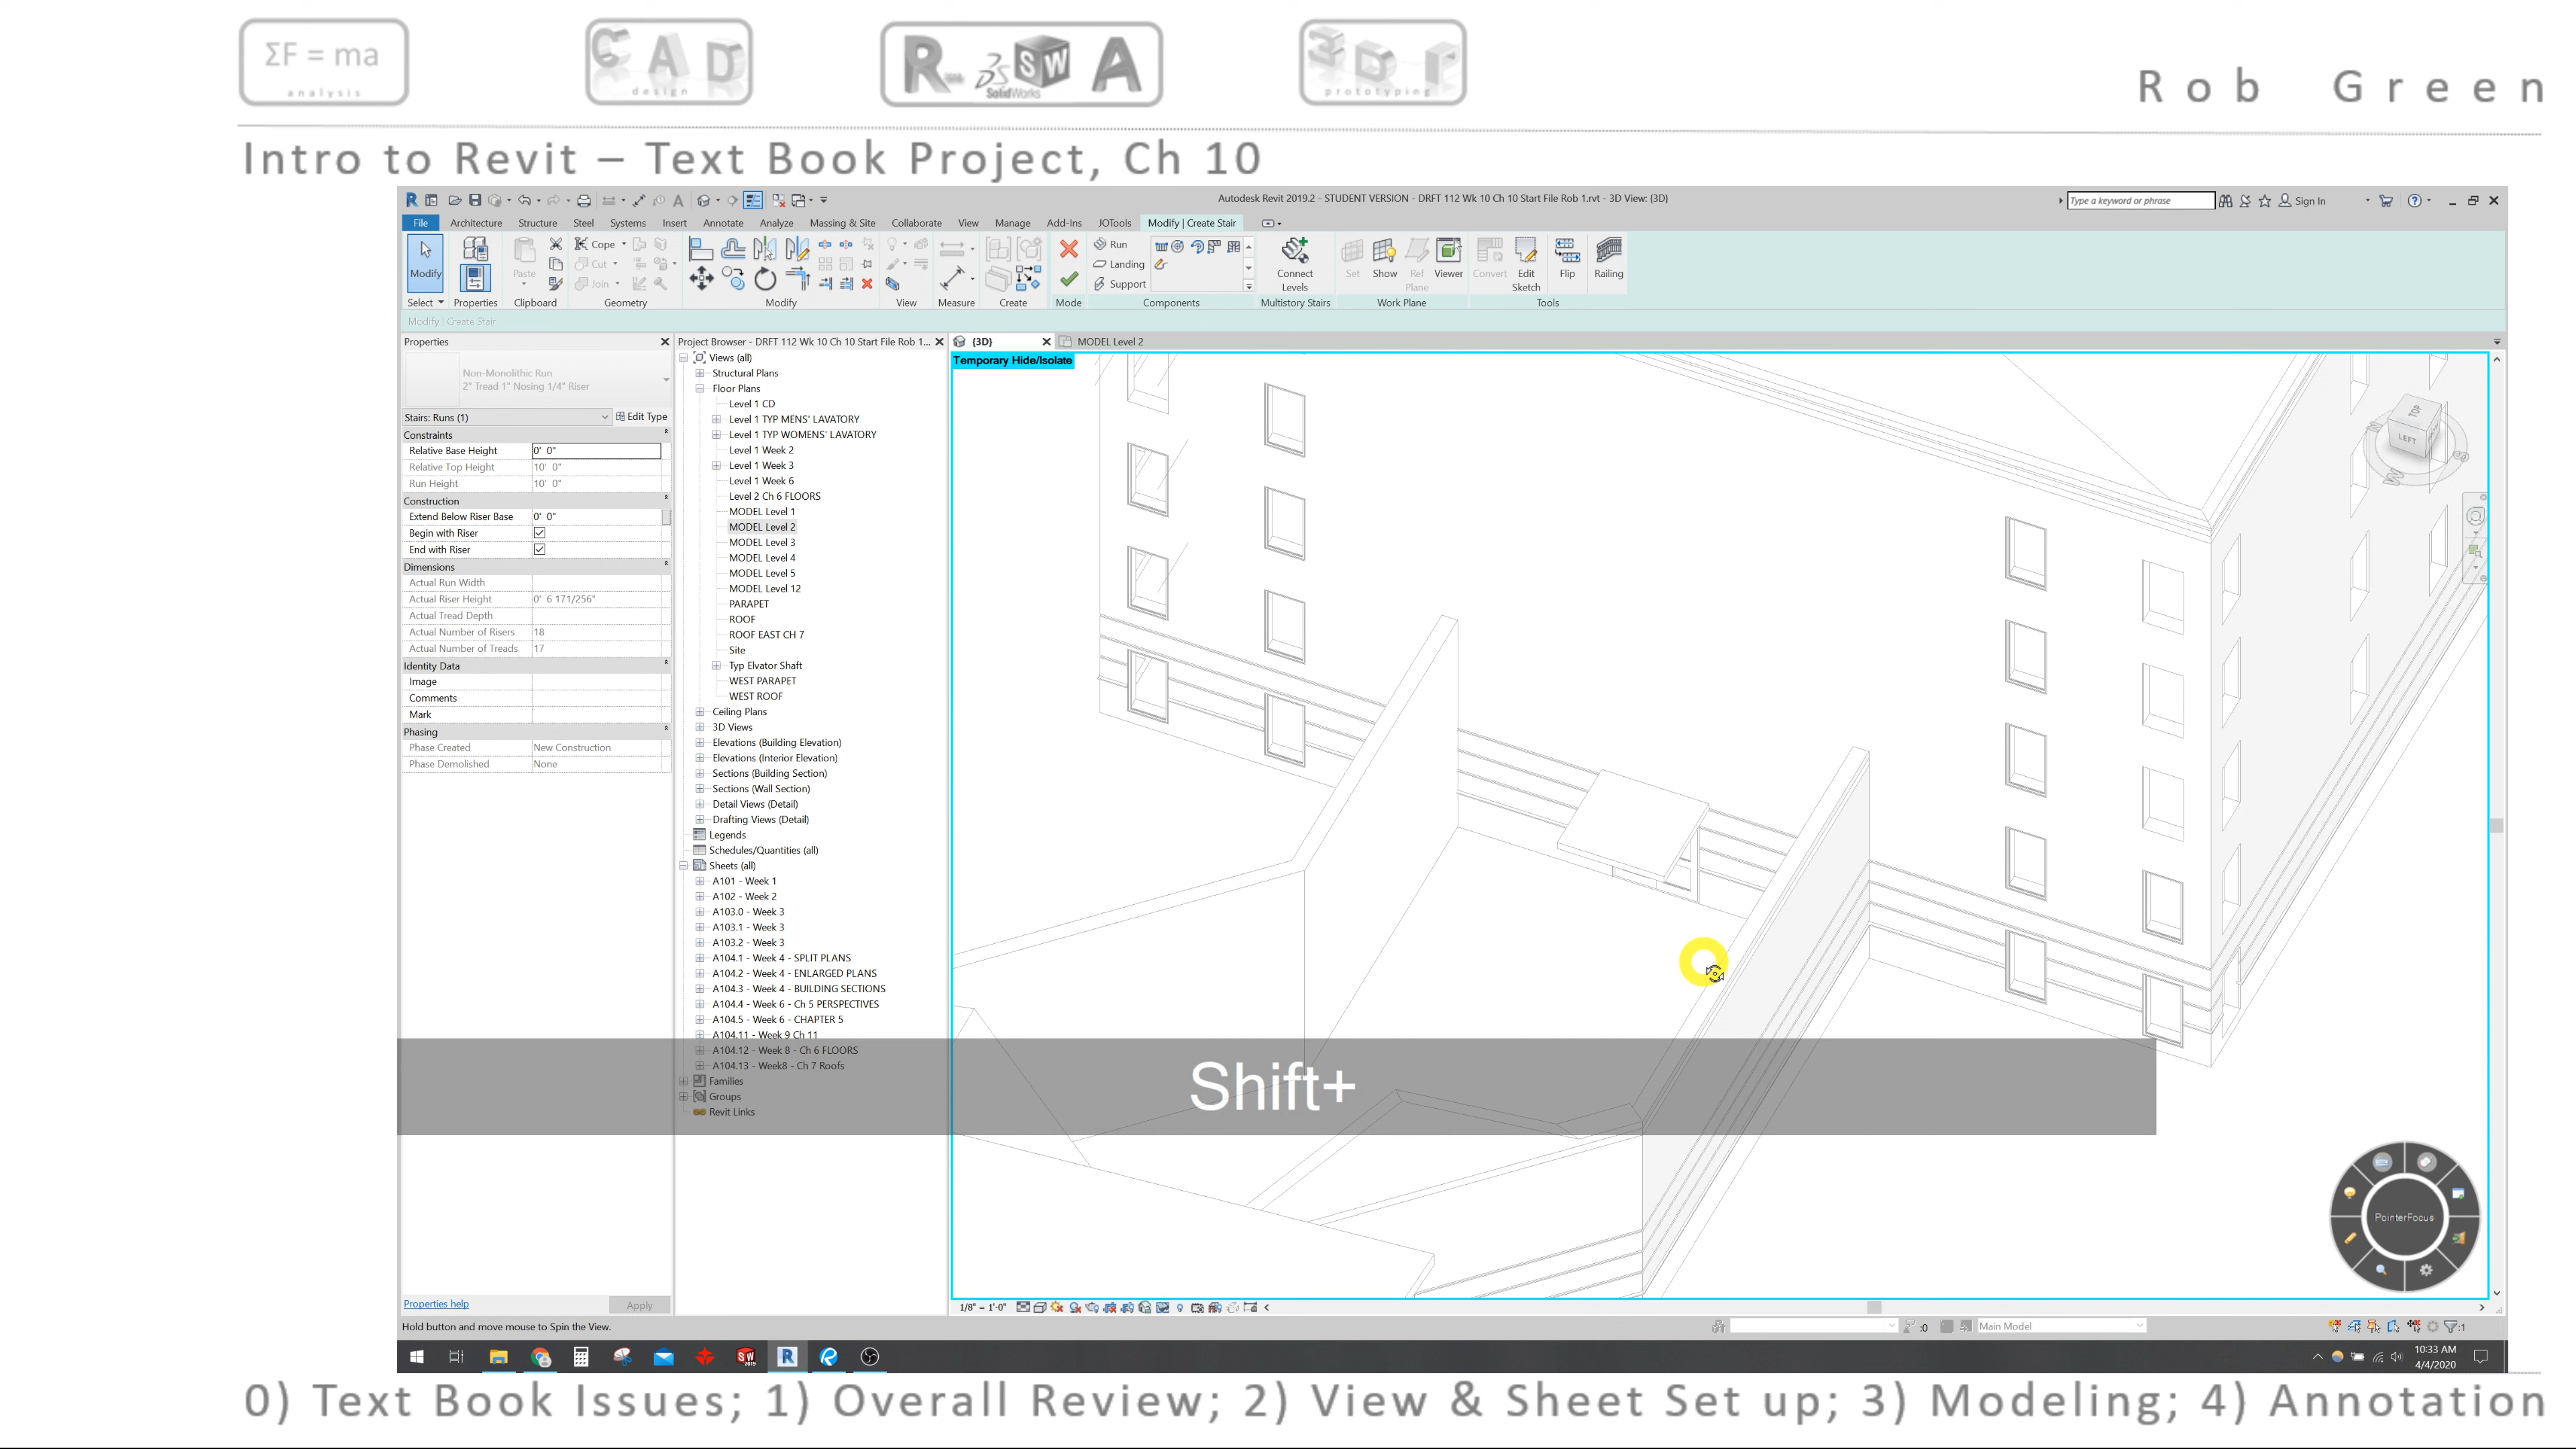 ΣF = ma
analysis
CAD
design
R SW A
SolidWorks
3DP
prototyping
Rob Green
Intro to Revit – Text Book Project, Ch 10
Autodesk Revit 2019.2 - STUDENT VERSION - DRFT 112 Wk 10 Ch 10 Start File Rob 1.rvt - 3D View: {3D}
Type a keyword or phrase
Sign In
File Architecture Structure Steel Systems Insert Annotate Analyze Massing & Site Collaborate View Manage Add-Ins JOTools Modify | Create Stair
Modify
Paste
Cope
Cut
Join
Run
Landing
Support
Connect Levels
Set
Show
Ref Plane
Viewer
Convert
Edit Sketch
Flip
Railing
Select Properties Clipboard Geometry Modify View Measure Create Mode Components Multistory Stairs Work Plane Tools
Modify | Create Stair
Properties
Non-Monolithic Run
2" Tread 1" Nosing 1/4" Riser
Stairs: Runs (1)
Edit Type
Constraints
Relative Base Height 0' 0"
Relative Top Height 10' 0"
Run Height 10' 0"
Construction
Extend Below Riser Base 0' 0"
Begin with Riser
End with Riser
Dimensions
Actual Run Width
Actual Riser Height 0' 6 171/256"
Actual Tread Depth
Actual Number of Risers 18
Actual Number of Treads 17
Identity Data
Image
Comments
Mark
Phasing
Phase Created New Construction
Phase Demolished None
Properties help
Apply
Project Browser - DRFT 112 Wk 10 Ch 10 Start File Rob 1...
Views (all)
Structural Plans
Floor Plans
Level 1 CD
Level 1 TYP MENS' LAVATORY
Level 1 TYP WOMENS' LAVATORY
Level 1 Week 2
Level 1 Week 3
Level 1 Week 6
Level 2 Ch 6 FLOORS
MODEL Level 1
MODEL Level 2
MODEL Level 3
MODEL Level 4
MODEL Level 5
MODEL Level 12
PARAPET
ROOF
ROOF EAST CH 7
Site
Typ Elvator Shaft
WEST PARAPET
WEST ROOF
Ceiling Plans
3D Views
Elevations (Building Elevation)
Elevations (Interior Elevation)
Sections (Building Section)
Sections (Wall Section)
Detail Views (Detail)
Drafting Views (Detail)
Legends
Schedules/Quantities (all)
Sheets (all)
A101 - Week 1
A102 - Week 2
A103.0 - Week 3
A103.1 - Week 3
A103.2 - Week 3
A104.1 - Week 4 - SPLIT PLANS
A104.2 - Week 4 - ENLARGED PLANS
A104.3 - Week 4 - BUILDING SECTIONS
A104.4 - Week 6 - Ch 5 PERSPECTIVES
A104.5 - Week 6 - CHAPTER 5
A104.11 - Week 9 Ch 11
A104.12 - Week 8 - Ch 6 FLOORS
A104.13 - Week8 - Ch 7 Roofs
Families
Groups
Revit Links
{3D}
MODEL Level 2
Temporary Hide/Isolate
TOP
LEFT
W
Shift+
PointerFocus
1/8" = 1'-0"
Hold button and move mouse to Spin the View.
:0
Main Model
:1
10:33 AM
4/4/2020
0) Text Book Issues; 1) Overall Review; 2) View & Sheet Set up; 3) Modeling; 4) Annotation